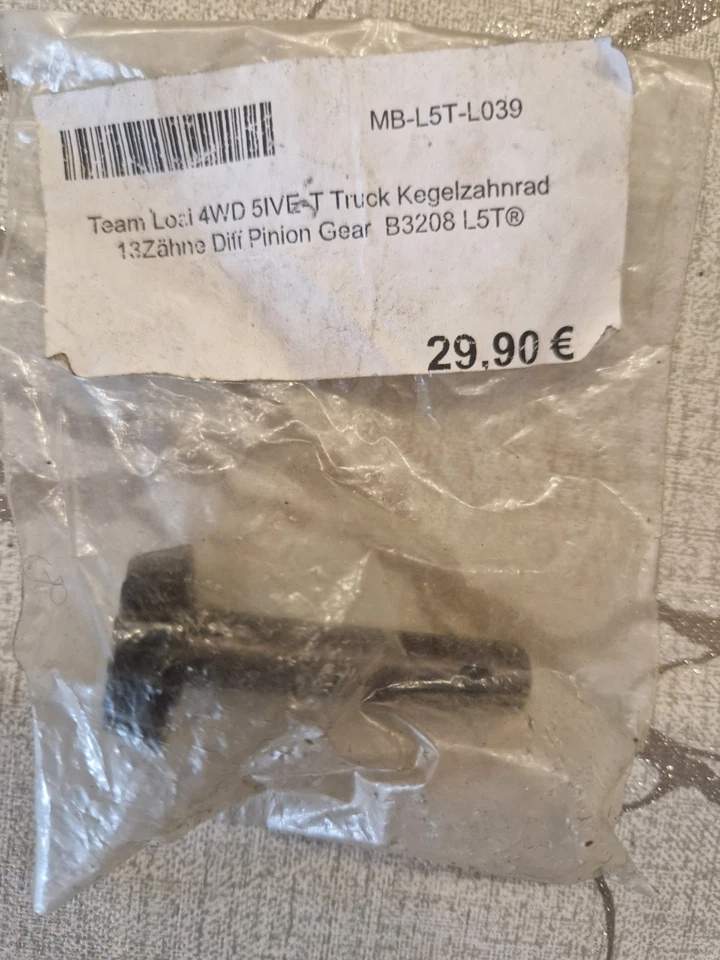 MB-L5T-L039
Team Losi 4WD 5IVE-T Truck Kegelzahnrad
13Zähne Diff Pinion Gear B3208 L5T®
29,90 €